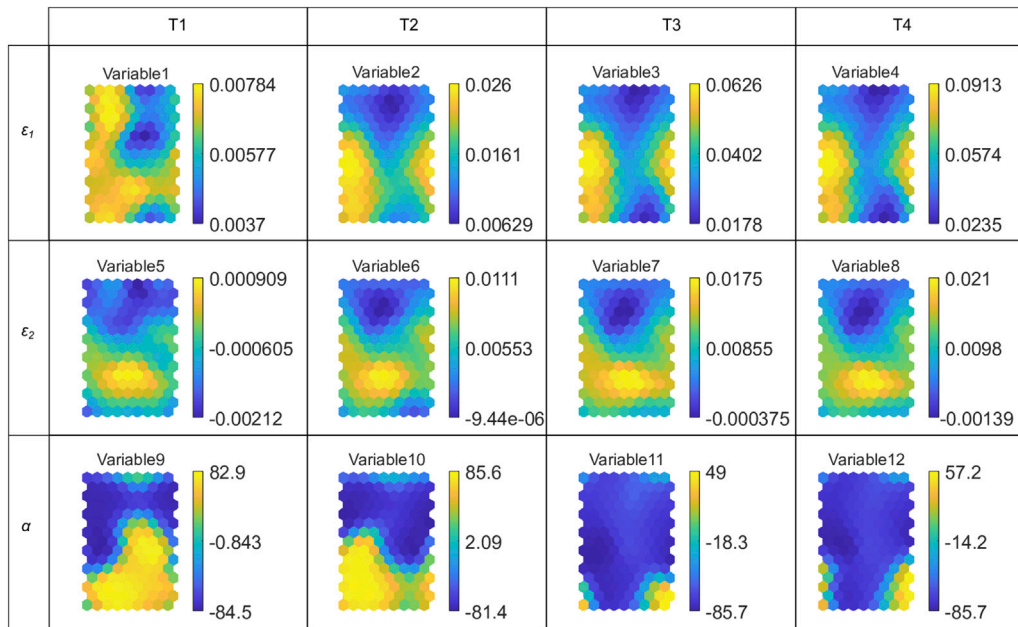 T1 T2 T3 T4
ε1
Variable1 0.00784 0.00577 0.0037
Variable2 0.026 0.0161 0.00629
Variable3 0.0626 0.0402 0.0178
Variable4 0.0913 0.0574 0.0235
ε2
Variable5 0.000909 -0.000605 -0.00212
Variable6 0.0111 0.00553 -9.44e-06
Variable7 0.0175 0.00855 -0.000375
Variable8 0.021 0.0098 -0.00139
α
Variable9 82.9 -0.843 -84.5
Variable10 85.6 2.09 -81.4
Variable11 49 -18.3 -85.7
Variable12 57.2 -14.2 -85.7